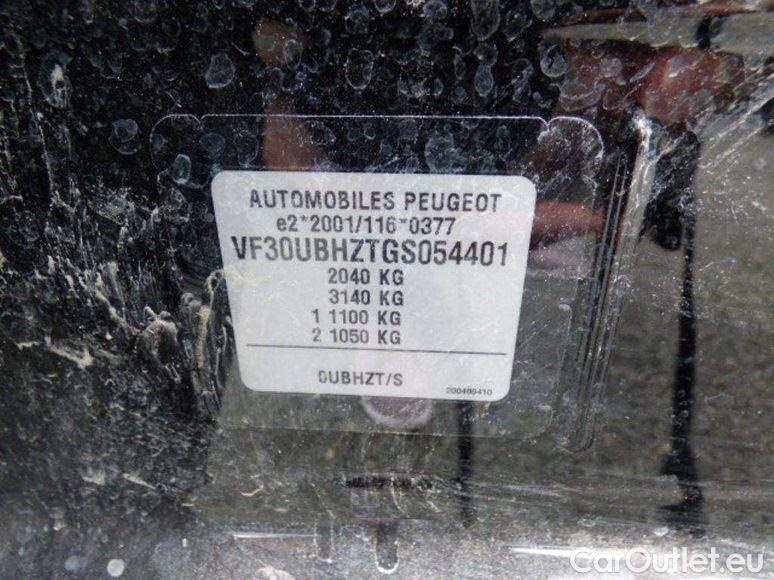 AUTOMOBILES PEUGEOT
e2*2001/116*0377
VF30UBHZTGS054401
2040 KG
3140 KG
1 1100 KG
2 1050 KG
0UBHZT/S
200489410
CarOutlet.eu